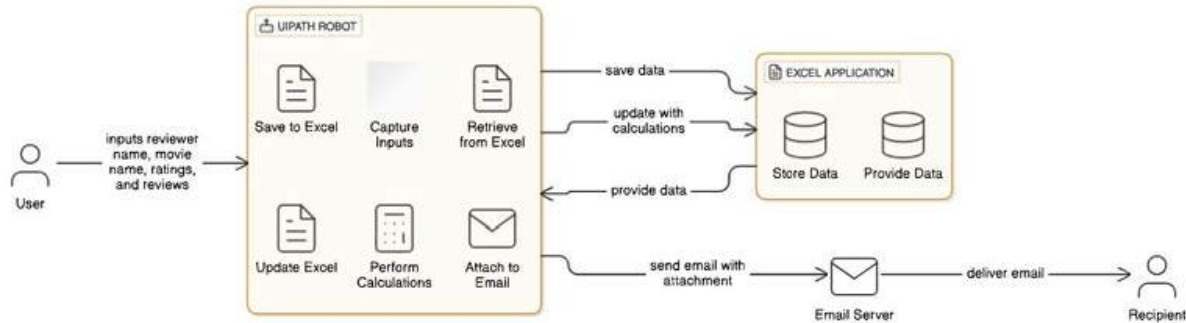 UIPATH ROBOT
Save to Excel
Capture
Inputs
Retrieve
from Excel
Update Excel
Perform
Calculations
Attach to
Email
inputs reviewer
name, movie
name, ratings,
and reviews
User
save data
update with
calculations
provide data
EXCEL APPLICATION
Store Data
Provide Data
send email with
attachment
Email Server
deliver email
Recipient